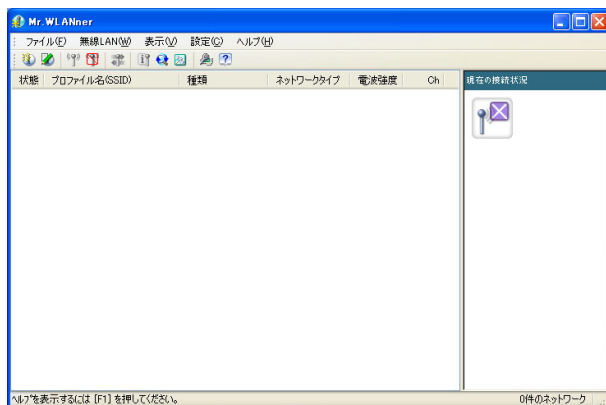 Mr.WLANner
ファイル(F) 無線LAN(W) 表示(V) 設定(C) ヘルプ(H)
状態 プロファイル名(SSID) 種類 ネットワークタイプ 電波強度 Ch 現在の接続状況
ヘルプを表示するには [F1] を押してください。 0件のネットワーク